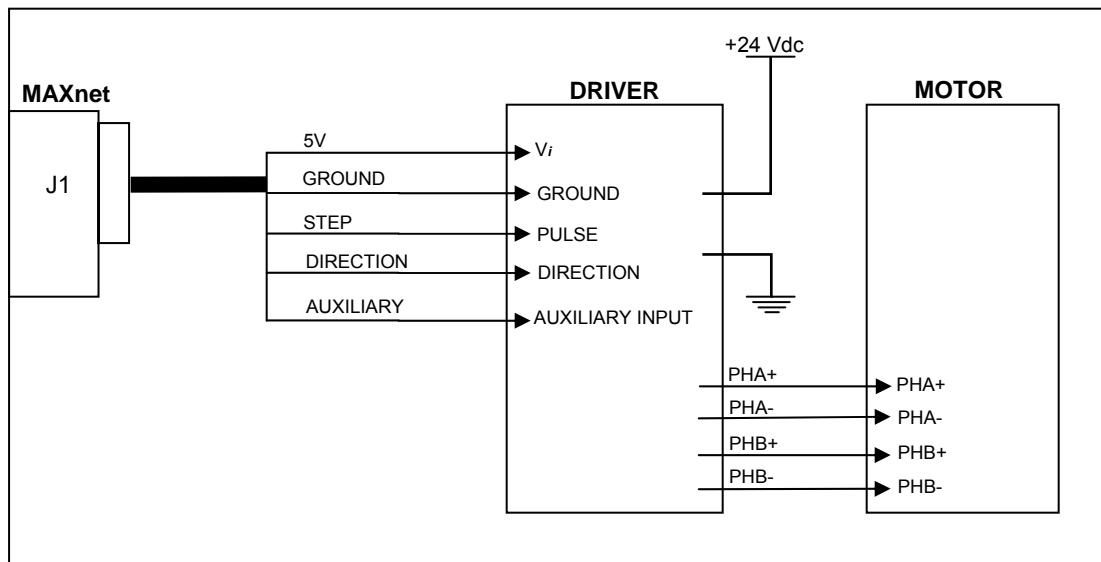 +24 Vdc
MAXnet
DRIVER
MOTOR
J1
5V
GROUND
STEP
DIRECTION
AUXILIARY
Vi
GROUND
PULSE
DIRECTION
AUXILIARY INPUT
PHA+
PHA-
PHB+
PHB-
PHA+
PHA-
PHB+
PHB-